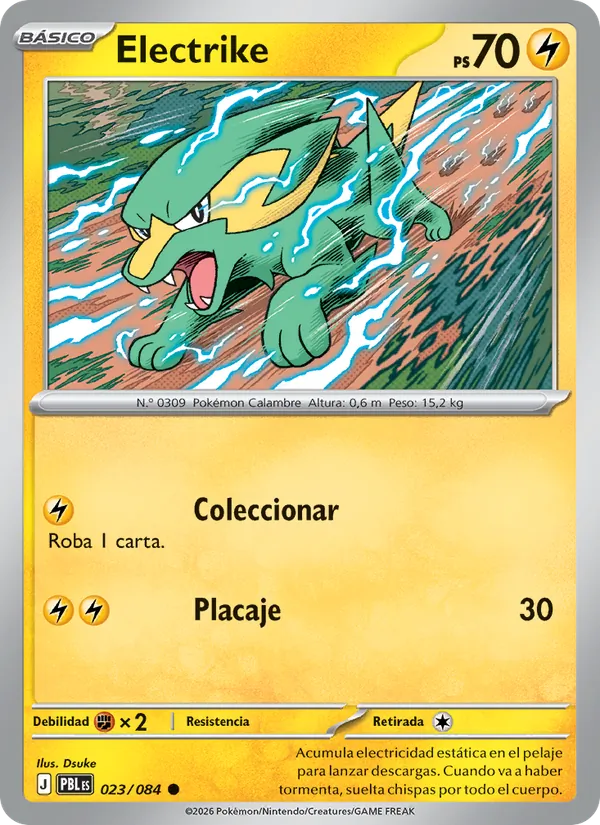 BÁSICO Electrike PS 70
N.º 0309 Pokémon Calambre Altura: 0,6 m Peso: 15,2 kg
Coleccionar
Roba 1 carta.
Placaje 30
Debilidad ×2 Resistencia Retirada
Ilus. Dsuke
J PBL ES 023/084
Acumula electricidad estática en el pelaje
para lanzar descargas. Cuando va a haber
tormenta, suelta chispas por todo el cuerpo.
©2026 Pokémon/Nintendo/Creatures/GAME FREAK